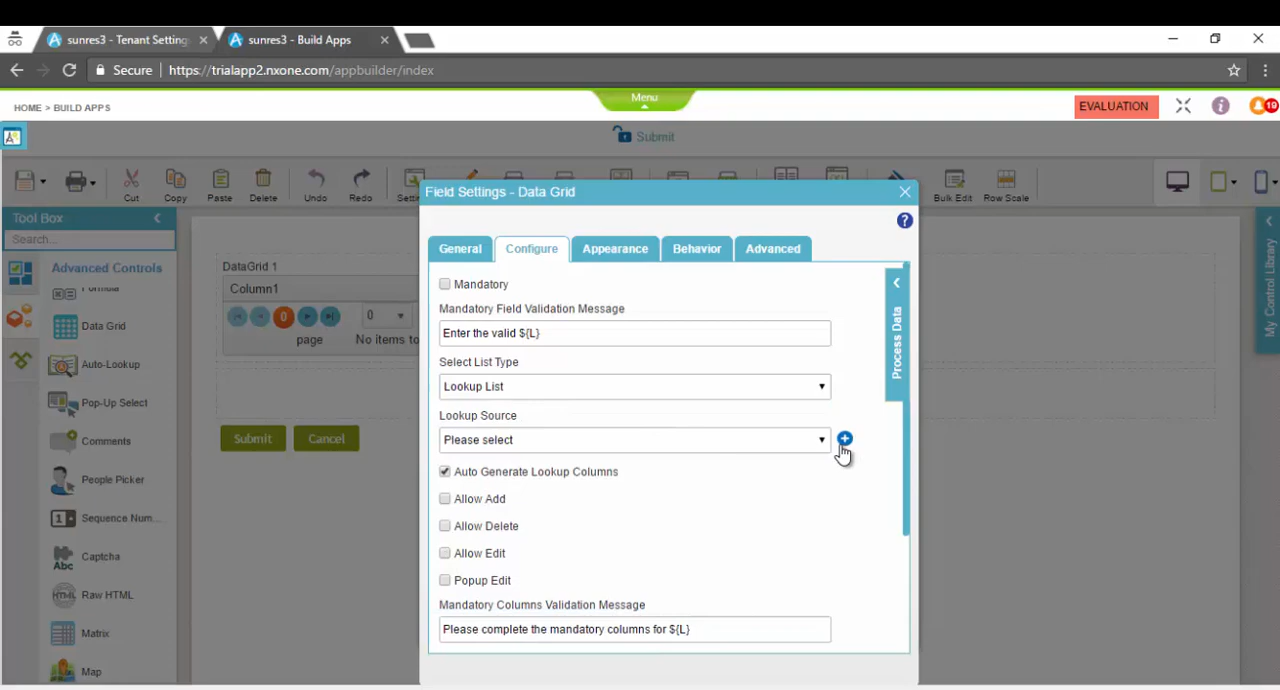 sunres3 - Tenant Setting
sunres3 - Build Apps
Secure | https://trialapp2.nxone.com/appbuilder/index
HOME > BUILD APPS
Menu
EVALUATION
19
Submit
Cut
Copy
Paste
Delete
Undo
Redo
Bulk Edit
Row Scale
Tool Box
Search...
Advanced Controls
Data Grid
Auto-Lookup
Pop-Up Select
Comments
People Picker
Sequence Num...
Captcha
Abc
Raw HTML
Matrix
Map
DataGrid 1
Column1
0
0
page
No items to
Submit
Cancel
Field Settings - Data Grid
General
Configure
Appearance
Behavior
Advanced
Mandatory
Mandatory Field Validation Message
Enter the valid ${L}
Select List Type
Lookup List
Lookup Source
Please select
Auto Generate Lookup Columns
Allow Add
Allow Delete
Allow Edit
Popup Edit
Mandatory Columns Validation Message
Please complete the mandatory columns for ${L}
Process Data
My Control Library